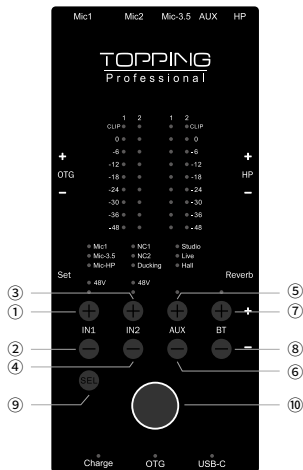 Mic1 Mic2 Mic-3.5 AUX HP
TOPPING
Professional
1 2 1 2
CLIP CLIP
0 0
-6 -6
+ -12 -12 +
OTG -18 -18 HP
- -24 -24 -
-30 -30
-36 -36
-48 -48
Mic1 NC1 Studio
Mic-3.5 NC2 Live
Mic-HP Ducking Hall
Set Reverb
48V 48V
③ ⑤
① + + + + + ⑦
IN1 IN2 AUX BT
② - - - - - ⑧
④ ⑥
⑨ SEL ⑩
Charge OTG USB-C